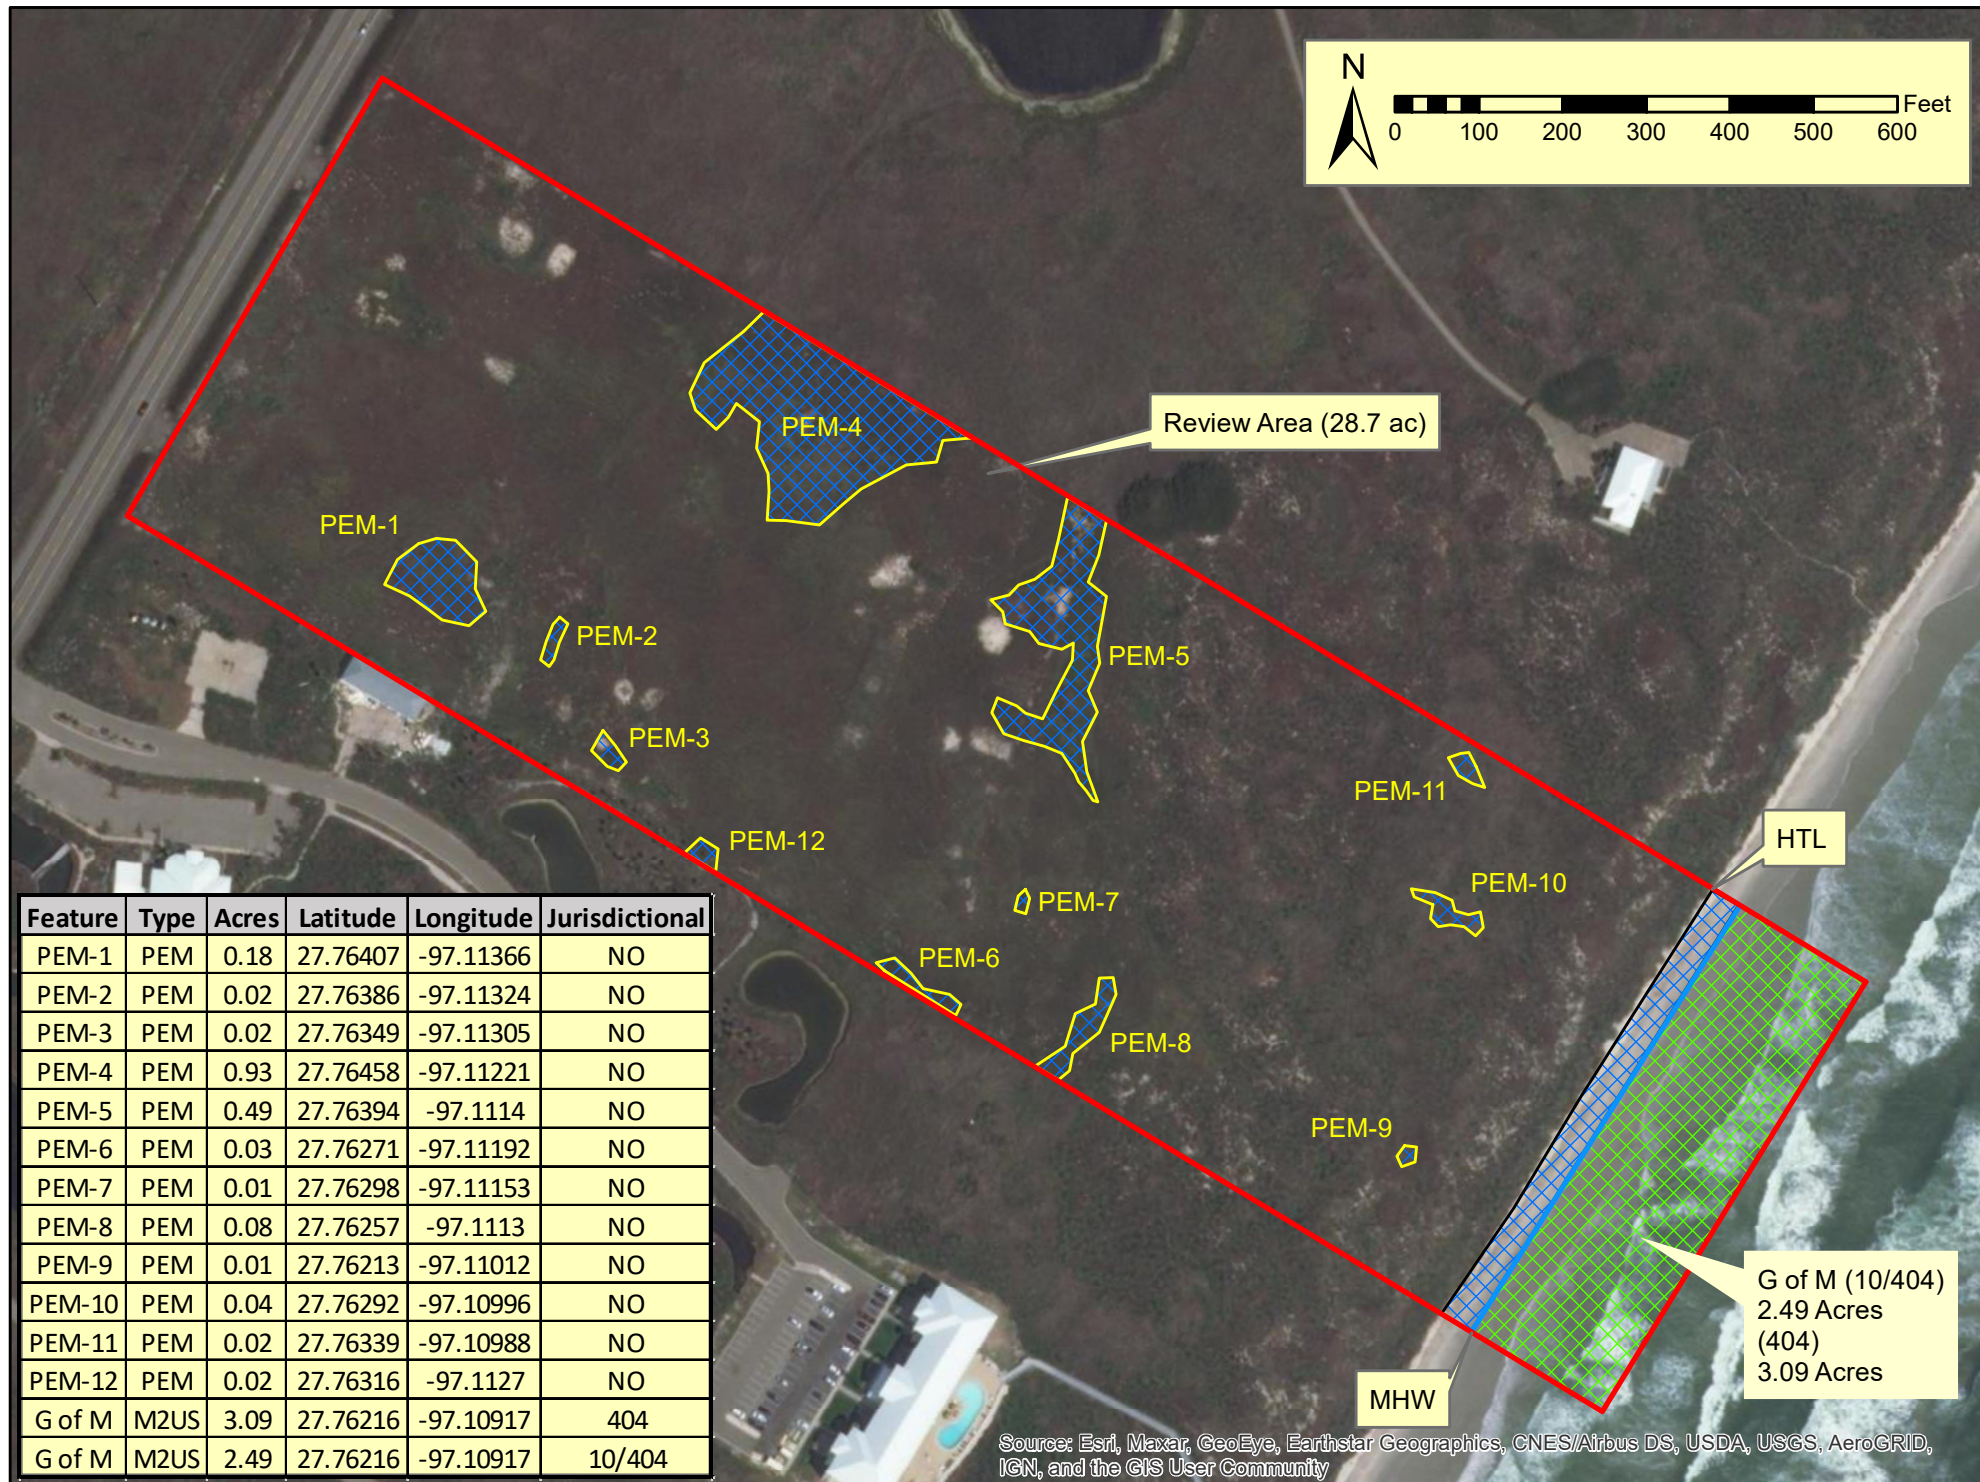 N
Feet
0 100 200 300 400 500 600
Review Area (28.7 ac)
PEM-4
PEM-1
PEM-2
PEM-5
PEM-3
PEM-11
PEM-12
HTL
PEM-10
PEM-7
PEM-6
PEM-8
PEM-9
G of M (10/404)
2.49 Acres
(404)
3.09 Acres
MHW
Feature Type Acres Latitude Longitude Jurisdictional
PEM-1 PEM 0.18 27.76407 -97.11366 NO
PEM-2 PEM 0.02 27.76386 -97.11324 NO
PEM-3 PEM 0.02 27.76349 -97.11305 NO
PEM-4 PEM 0.93 27.76458 -97.11221 NO
PEM-5 PEM 0.49 27.76394 -97.1114 NO
PEM-6 PEM 0.03 27.76271 -97.11192 NO
PEM-7 PEM 0.01 27.76298 -97.11153 NO
PEM-8 PEM 0.08 27.76257 -97.1113 NO
PEM-9 PEM 0.01 27.76213 -97.11012 NO
PEM-10 PEM 0.04 27.76292 -97.10996 NO
PEM-11 PEM 0.02 27.76339 -97.10988 NO
PEM-12 PEM 0.02 27.76316 -97.1127 NO
G of M M2US 3.09 27.76216 -97.10917 404
G of M M2US 2.49 27.76216 -97.10917 10/404
Source: Esri, Maxar, GeoEye, Earthstar Geographics, CNES/Airbus DS, USDA, USGS, AeroGRID,
IGN, and the GIS User Community